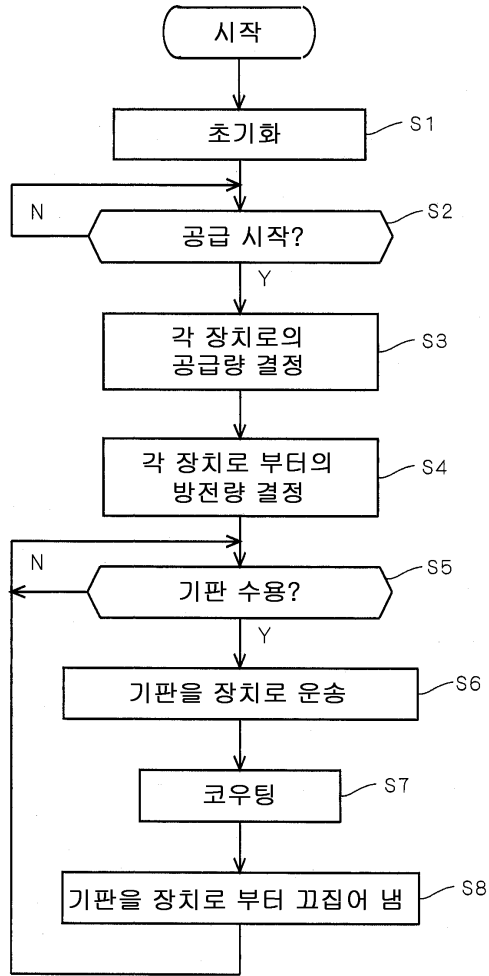 시작
초기화
S1
N
공급 시작?
S2
Y
각 장치로의
공급량 결정
S3
각 장치로 부터의
방전량 결정
S4
N
기판 수용?
S5
Y
기판을 장치로 운송
S6
코우팅
S7
기판을 장치로 부터 끄집어 냄
S8